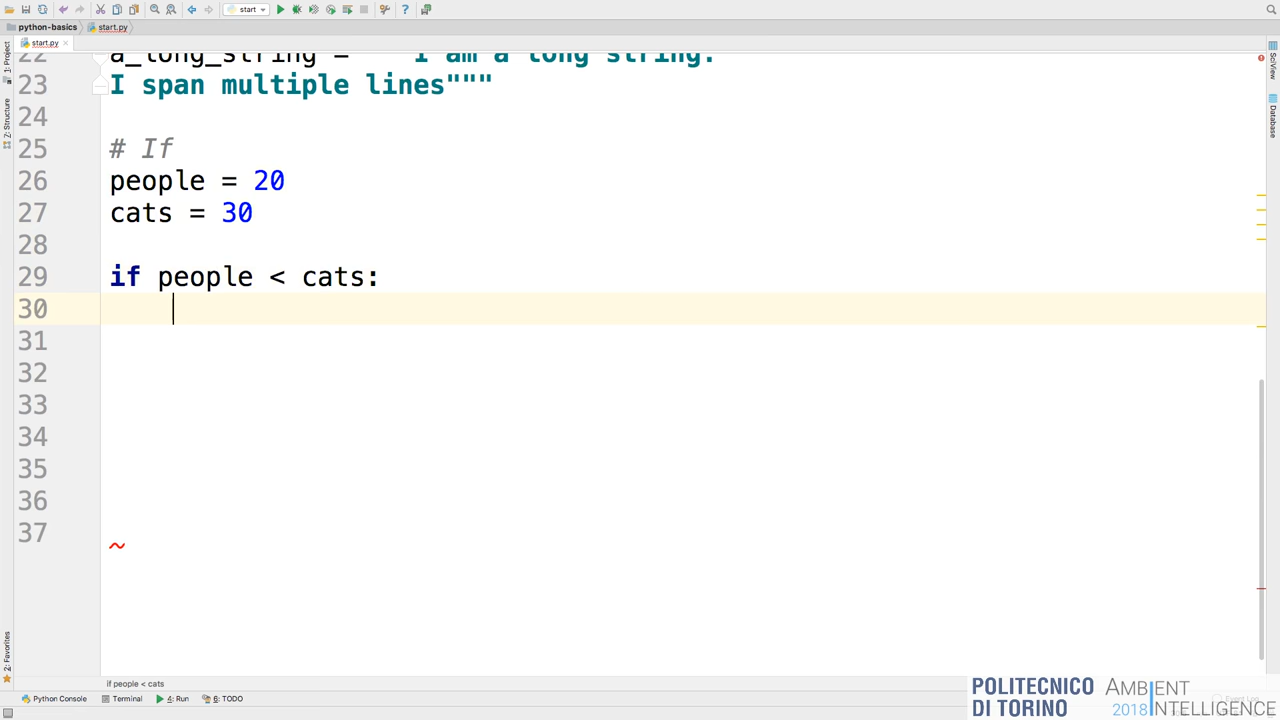 start
python-basics
start.py
start.py
1: Project
Z: Structure
2: Favorites
SciView
Database
22 a_long_string = I am a long string.
23 I span multiple lines"""
24
25 # If
26 people = 20
27 cats = 30
28
29 if people < cats:
30
31
32
33
34
35
36
37
if people < cats
Python Console
Terminal
4: Run
6: TODO
Event Log
POLITECNICO
DI TORINO
AMBIENT
2018 INTELLIGENCE